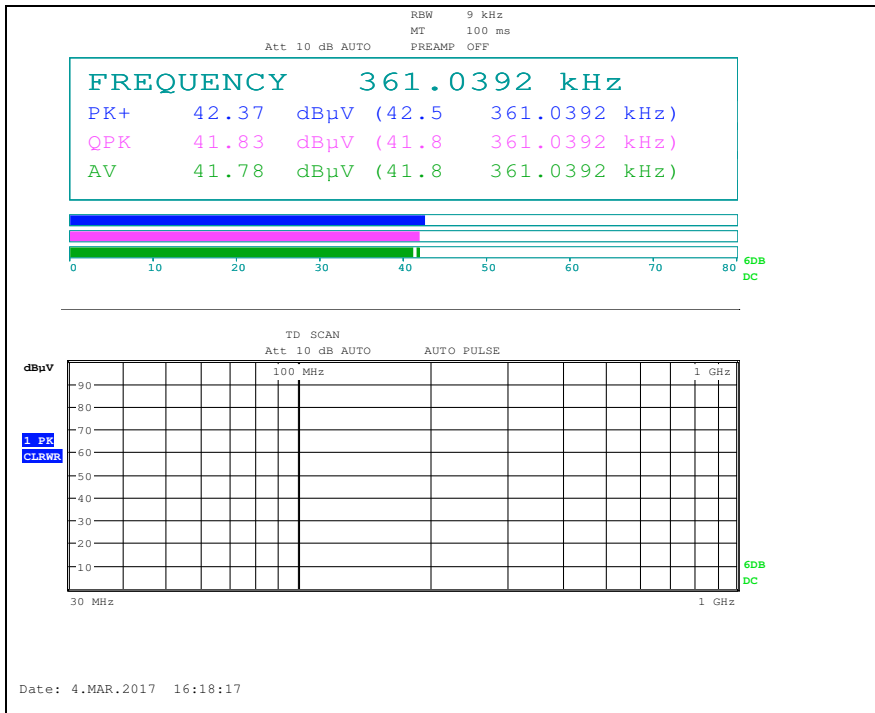 RBW 9 kHz
MT 100 ms
Att 10 dB AUTO PREAMP OFF
FREQUENCY 361.0392 kHz
PK+ 42.37 dBµV (42.5 361.0392 kHz)
QPK 41.83 dBµV (41.8 361.0392 kHz)
AV 41.78 dBµV (41.8 361.0392 kHz)
0 10 20 30 40 50 60 70 80
6DB
DC
TD SCAN
Att 10 dB AUTO AUTO PULSE
dBµV
100 MHz 1 GHz
90
80
70
1 PK
60
CLRWR
50
40
30
20
10
6DB
DC
30 MHz 1 GHz
Date: 4.MAR.2017 16:18:17